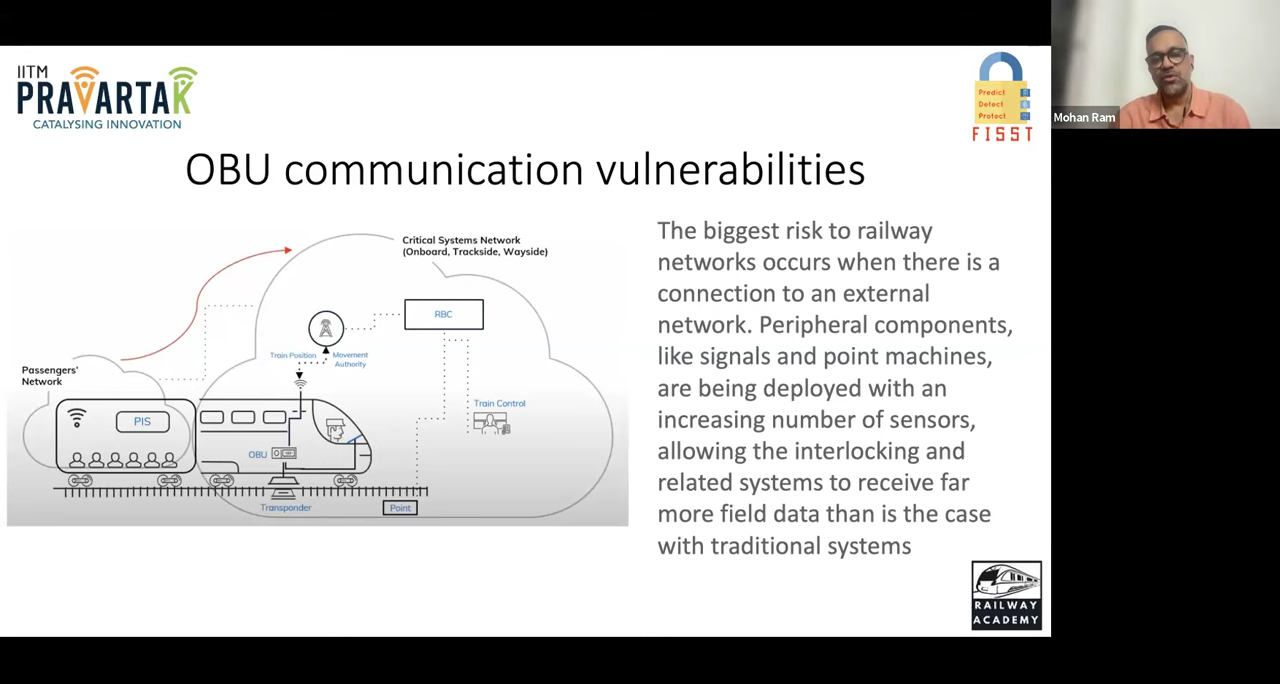 IITM
PRAVARTAK
CATALYSING INNOVATION
Predict
Detect
Protect
FISST
Mohan Ram
OBU communication vulnerabilities
Critical Systems Network
(Onboard, Trackside, Wayside)
RBC
Train Position
Movement
Authority
Passengers'
Network
PIS
Train Control
OBU
Transponder
Point
The biggest risk to railway
networks occurs when there is a
connection to an external
network. Peripheral components,
like signals and point machines,
are being deployed with an
increasing number of sensors,
allowing the interlocking and
related systems to receive far
more field data than is the case
with traditional systems
RAILWAY
ACADEMY